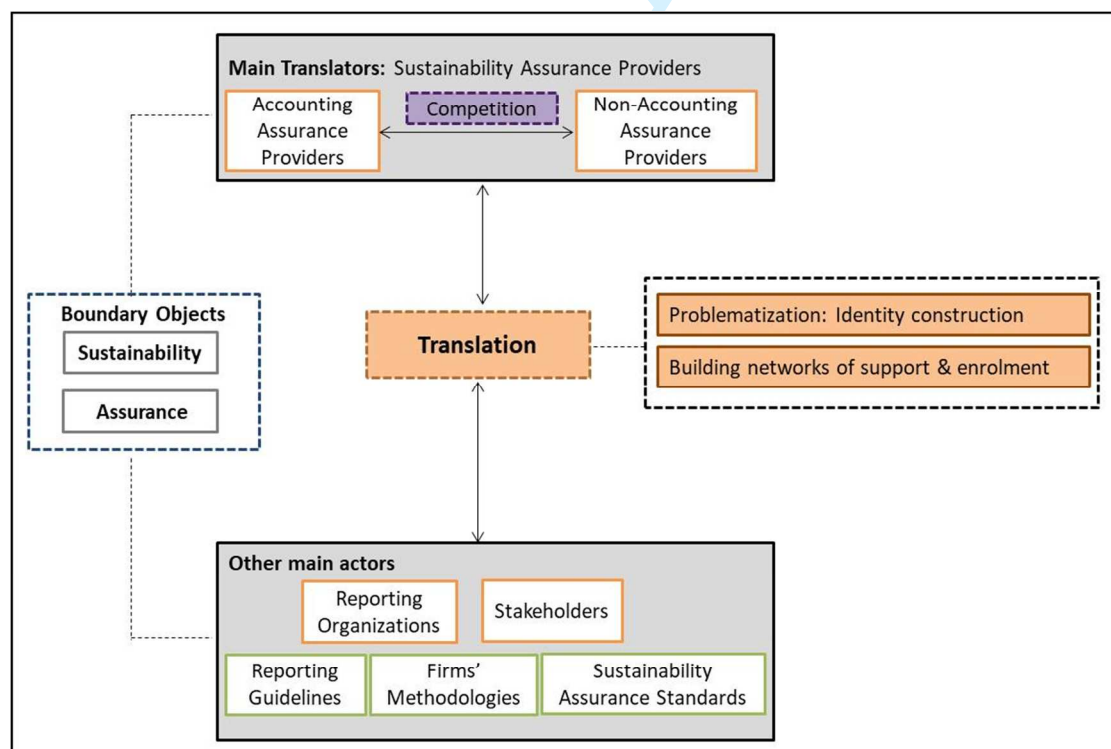 Main Translators: Sustainability Assurance Providers
Accounting
Assurance
Providers
Competition
Non-Accounting
Assurance
Providers
Boundary Objects
Sustainability
Assurance
Translation
Problematization: Identity construction
Building networks of support & enrolment
Other main actors
Reporting
Organizations
Stakeholders
Reporting
Guidelines
Firms’
Methodologies
Sustainability
Assurance Standards